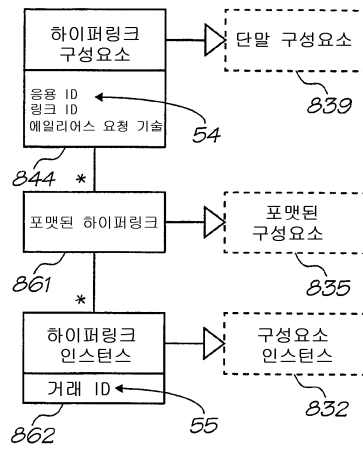 하이퍼링크
구성요소
단말 구성요소
839
응용 ID
링크 ID
에일리어스 요청 기술
54
844
*
포맷된 하이퍼링크
포맷된
구성요소
861
835
*
하이퍼링크
인스턴스
구성요소
인스턴스
거래 ID
862
55
832